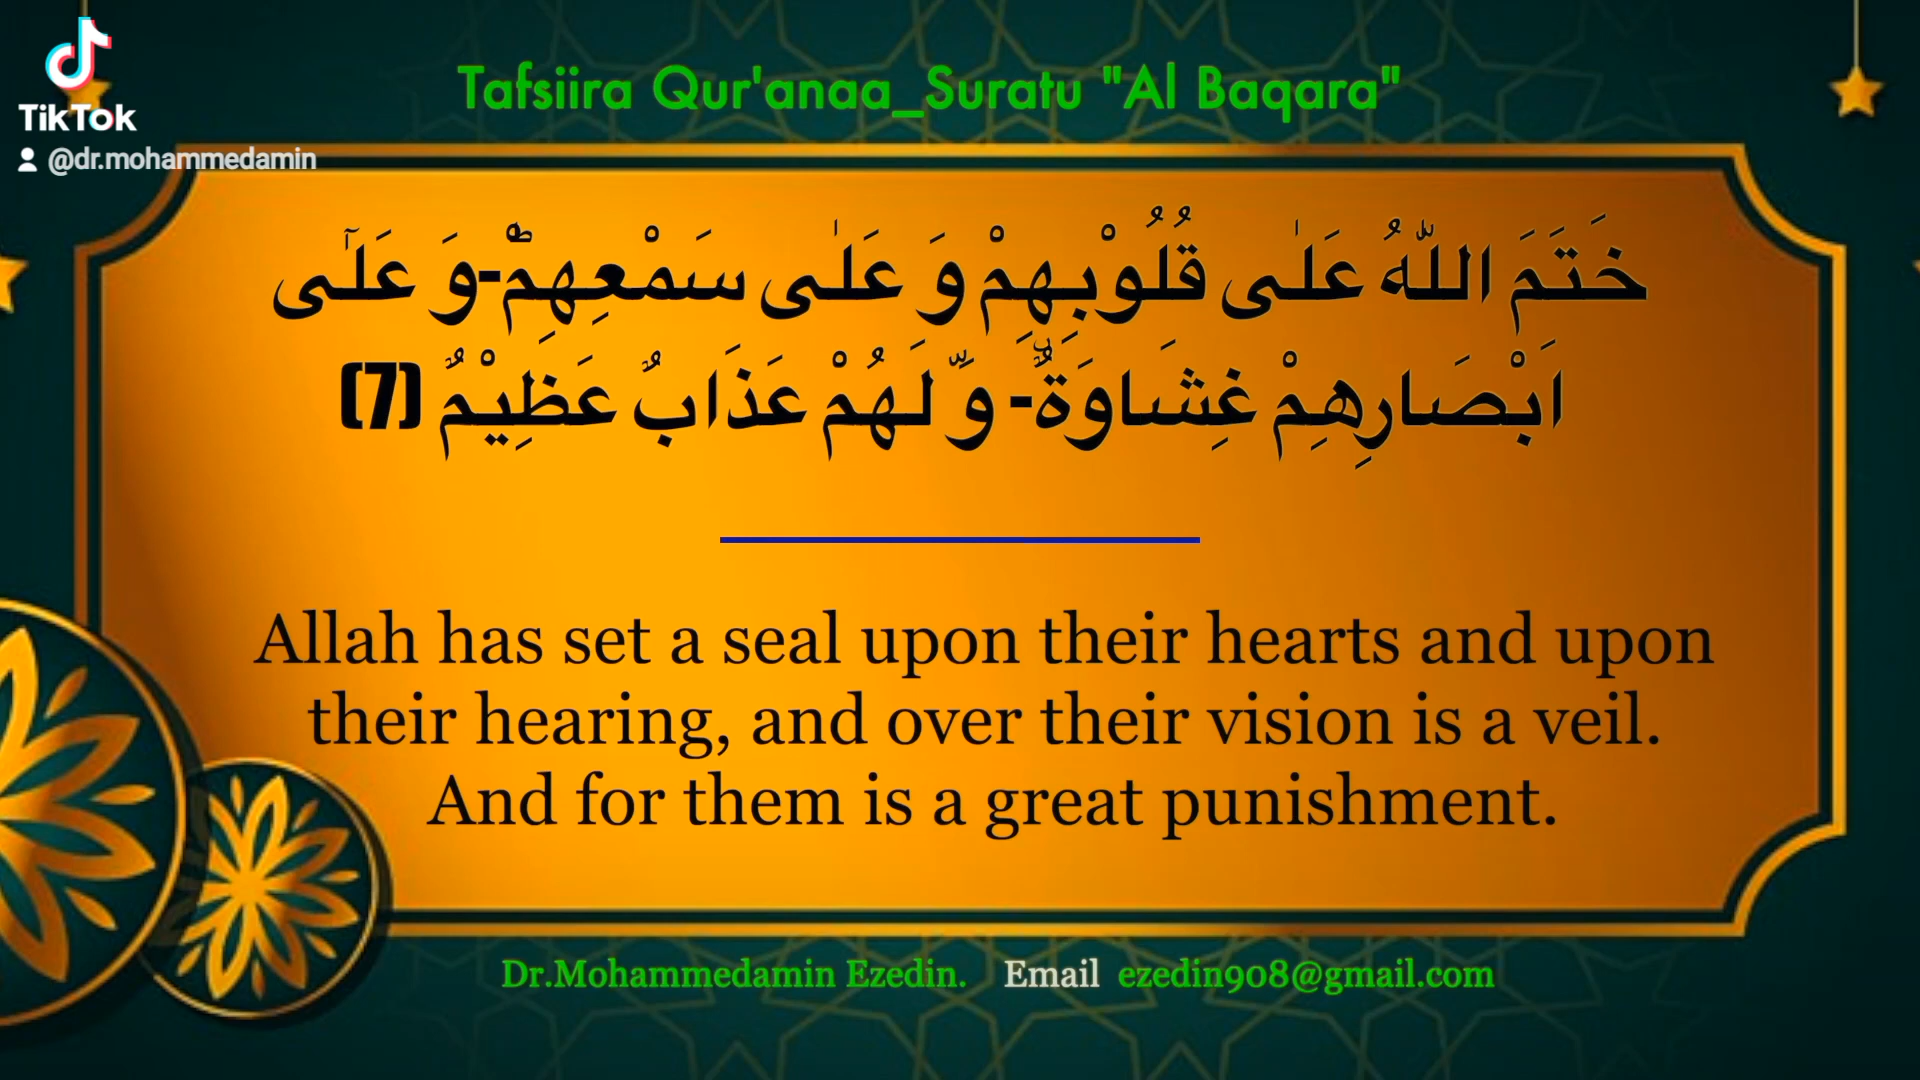 TikTok
@dr.mohammedamin
Tafsiira Qur'anaa_Suratu "Al Baqara"
خَتَمَ اللّٰهُ عَلٰى قُلُوْبِهِمْ وَ عَلٰى سَمْعِهِمْؕ-وَ عَلٰۤى
اَبْصَارِهِمْ غِشَاوَةٌ٘- وَّ لَهُمْ عَذَابٌ عَظِیْمٌ۠ (7)
Allah has set a seal upon their hearts and upon
their hearing, and over their vision is a veil.
And for them is a great punishment.
Dr.Mohammedamin Ezedin. Email ezedin908@gmail.com